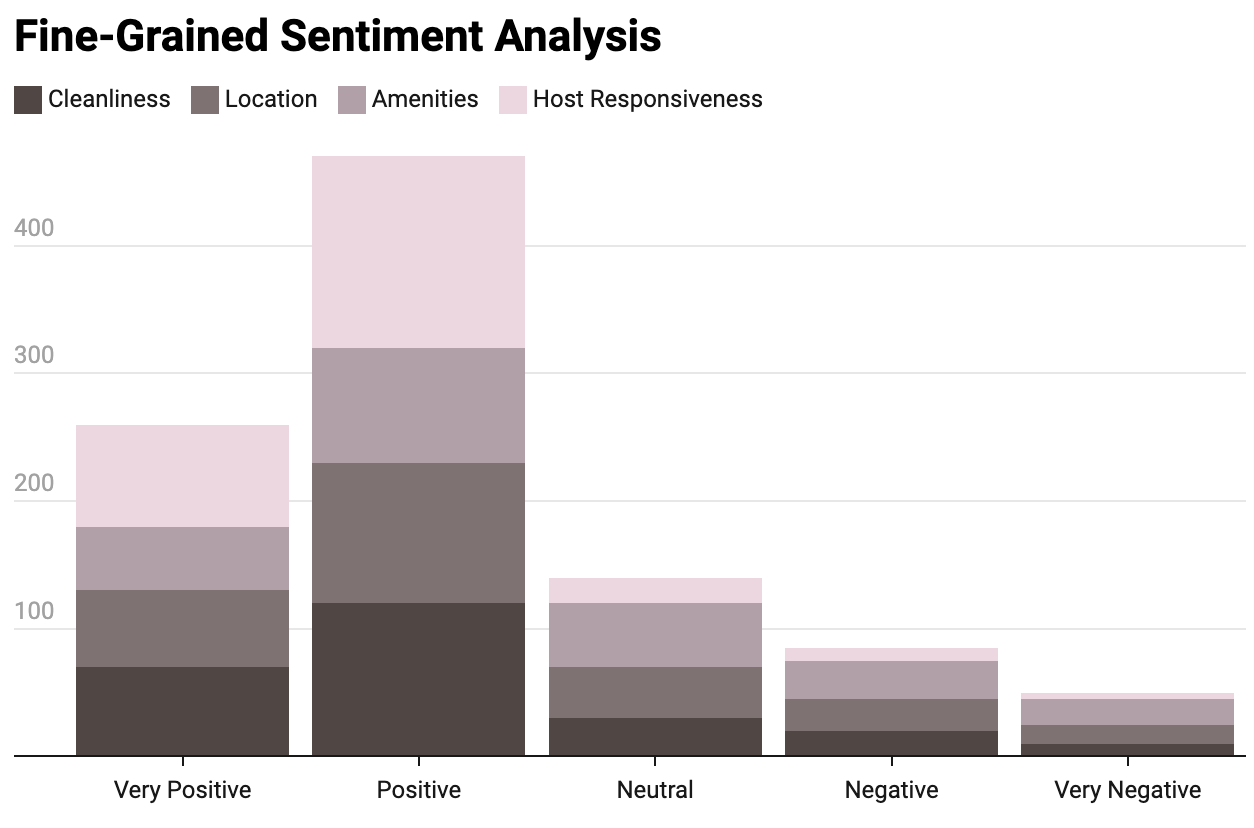 Fine-Grained Sentiment Analysis
Cleanliness Location Amenities Host Responsiveness
400
300
200
100
Very Positive Positive Neutral Negative Very Negative